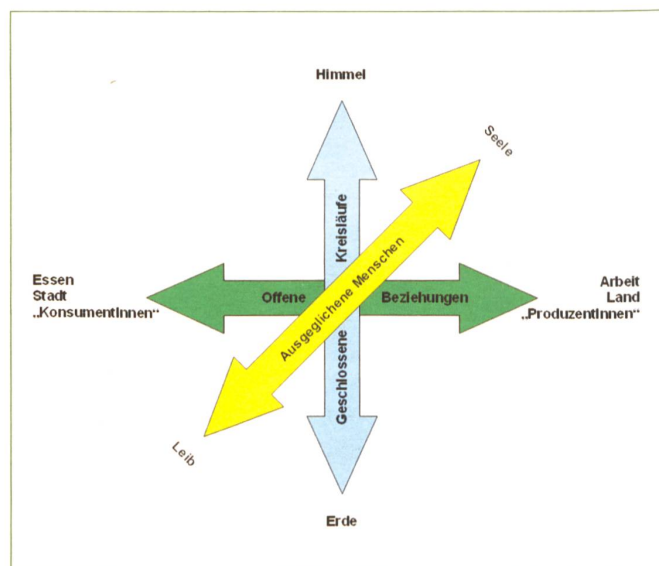 Himmel
Seele
Geschlossene Kreisläufe
Ausgeglichene Menschen
Essen
Stadt
„KonsumentInnen“
Offene Beziehungen
Arbeit
Land
„ProduzentInnen“
Leib
Erde